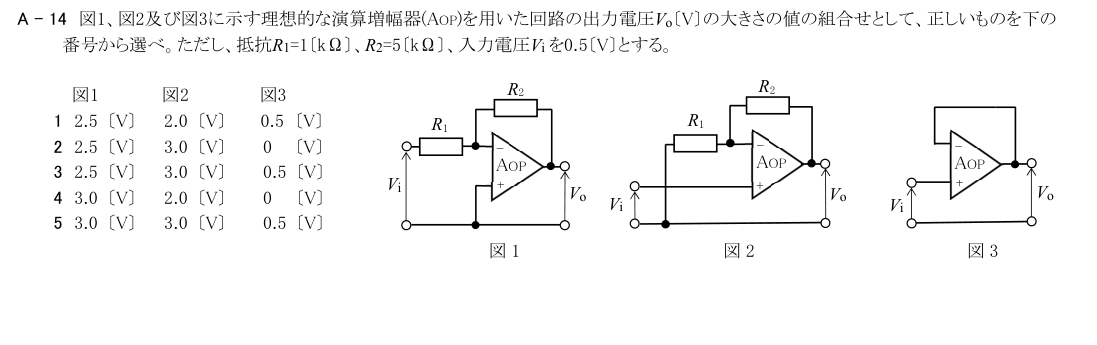 A - 14 図1、図2及び図3に示す理想的な演算増幅器(AOP)を用いた回路の出力電圧Vo〔V〕の大きさの値の組合せとして、正しいものを下の
番号から選べ。ただし、抵抗R1=1〔kΩ〕、R2=5〔kΩ〕、入力電圧Viを0.5〔V〕とする。
図1 図2 図3
1 2.5 〔V〕 2.0 〔V〕 0.5 〔V〕
2 2.5 〔V〕 3.0 〔V〕 0 〔V〕
3 2.5 〔V〕 3.0 〔V〕 0.5 〔V〕
4 3.0 〔V〕 2.0 〔V〕 0 〔V〕
5 3.0 〔V〕 3.0 〔V〕 0.5 〔V〕
R2
R1
−
AOP
+
Vi
Vo
図 1
R2
R1
−
AOP
+
Vi
Vo
図 2
−
AOP
+
Vi
Vo
図 3